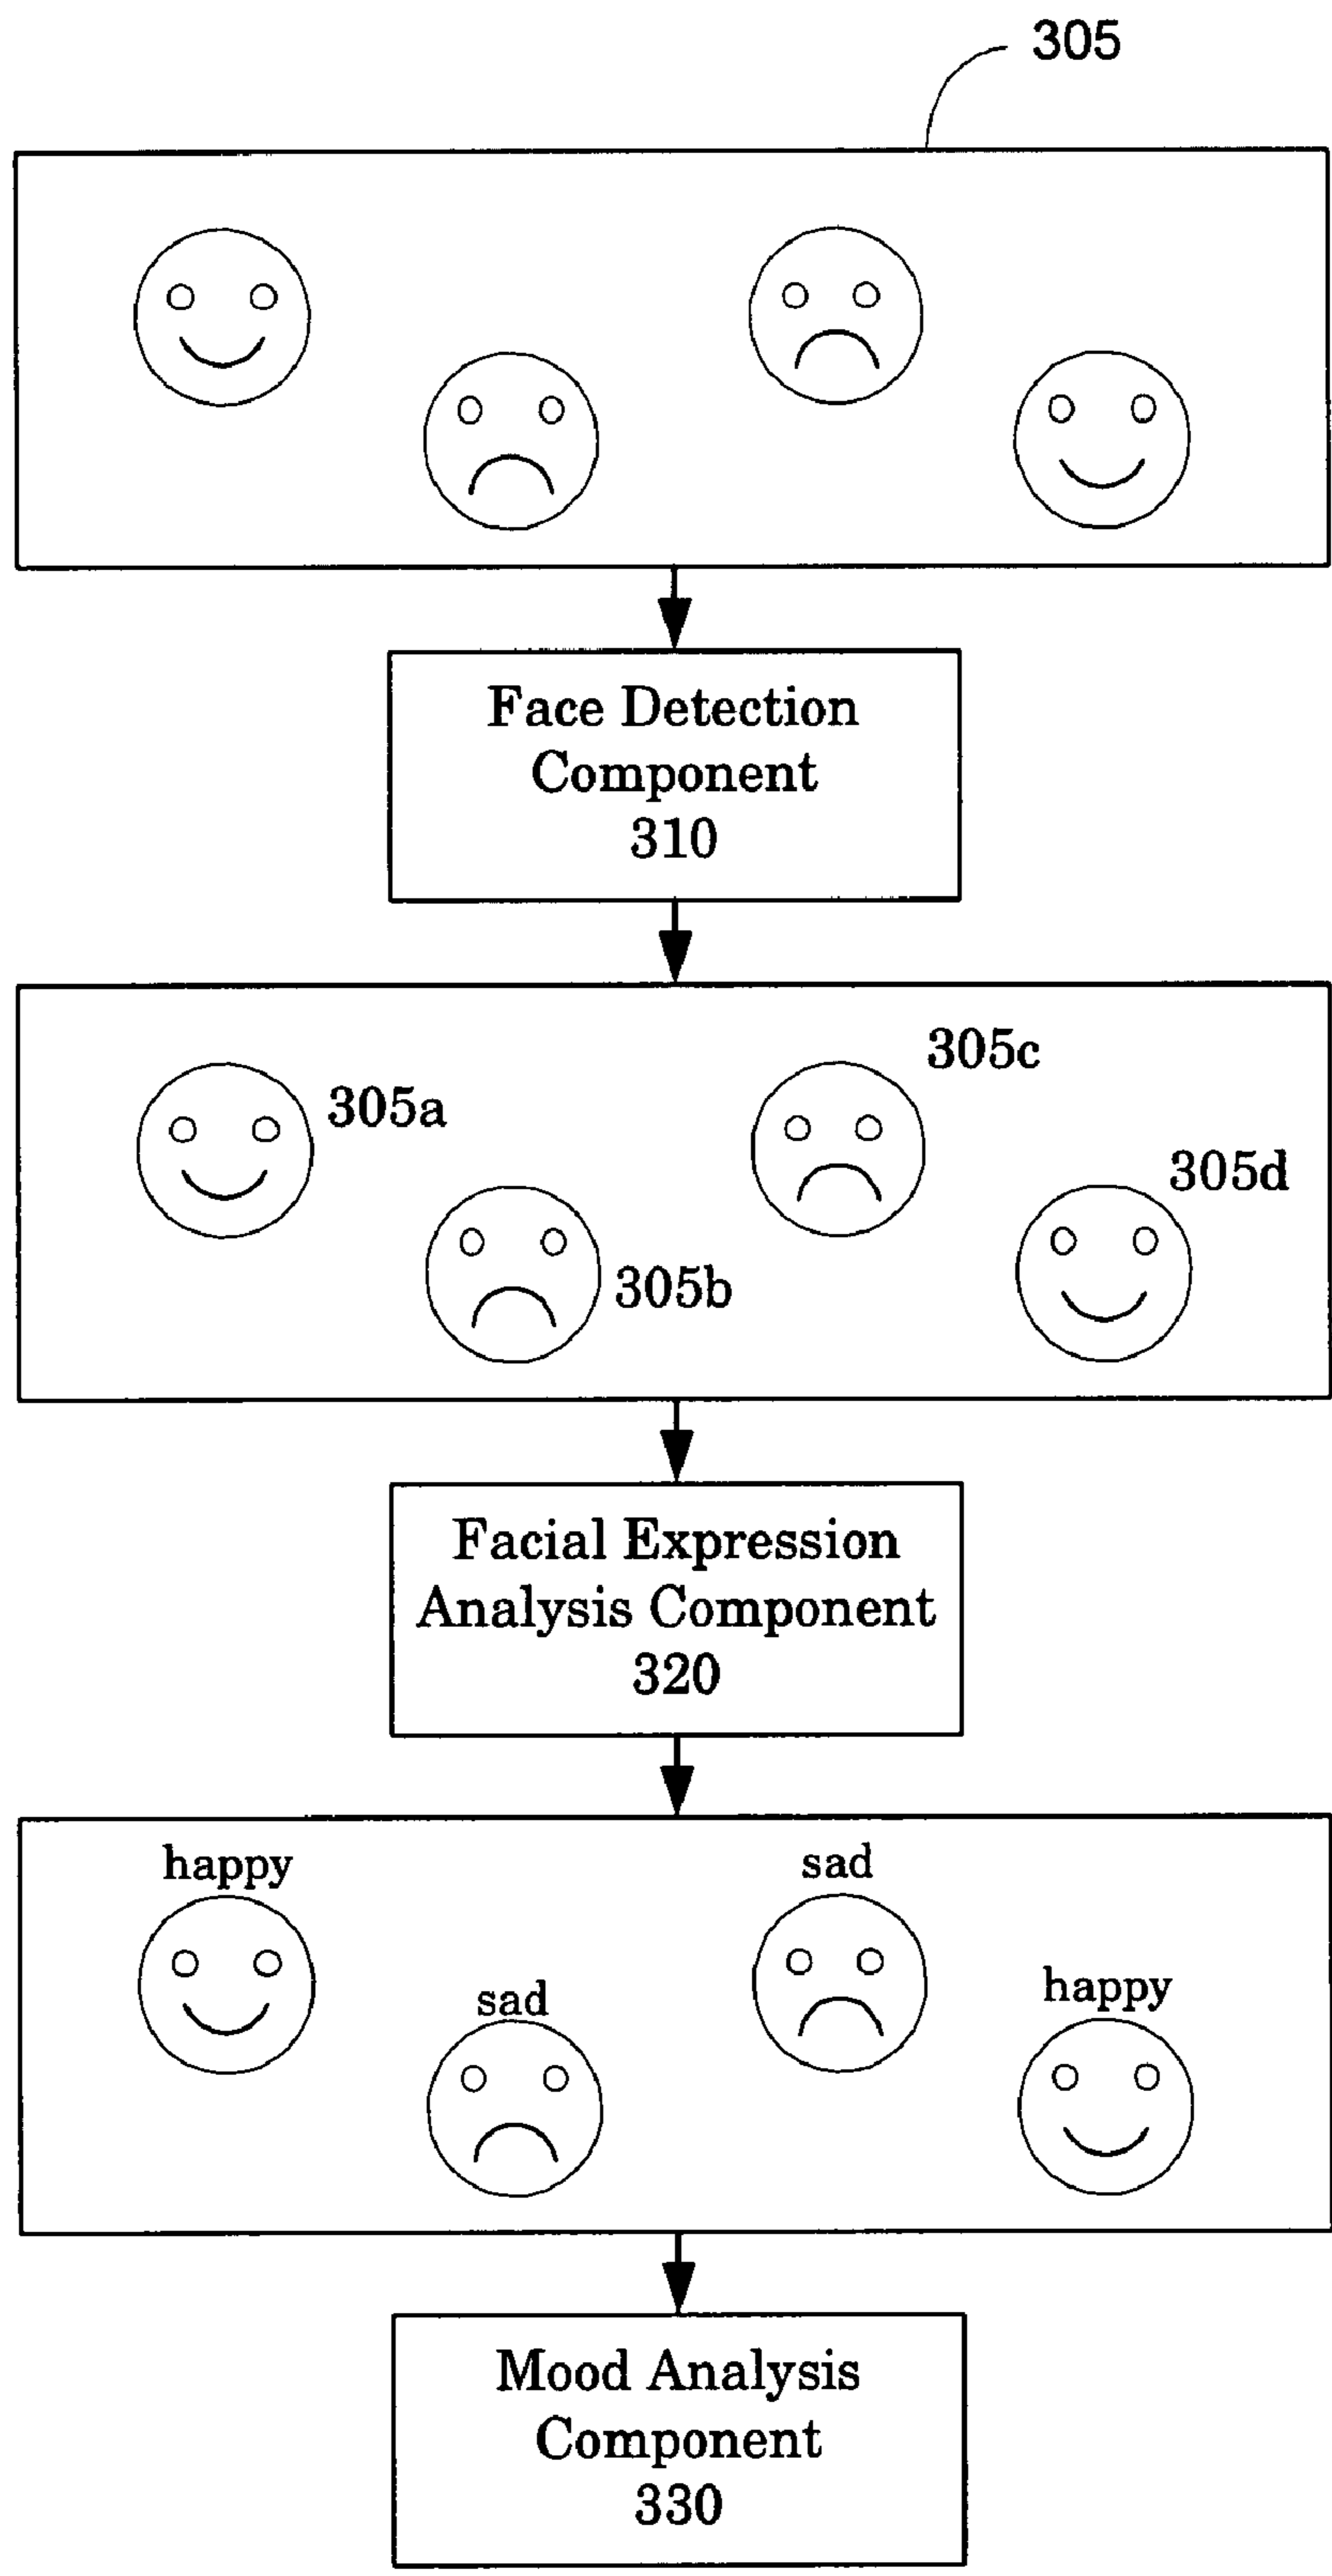 305
Face Detection
Component
310
305a
305c
305b
305d
Facial Expression
Analysis Component
320
happy
sad
sad
happy
Mood Analysis
Component
330